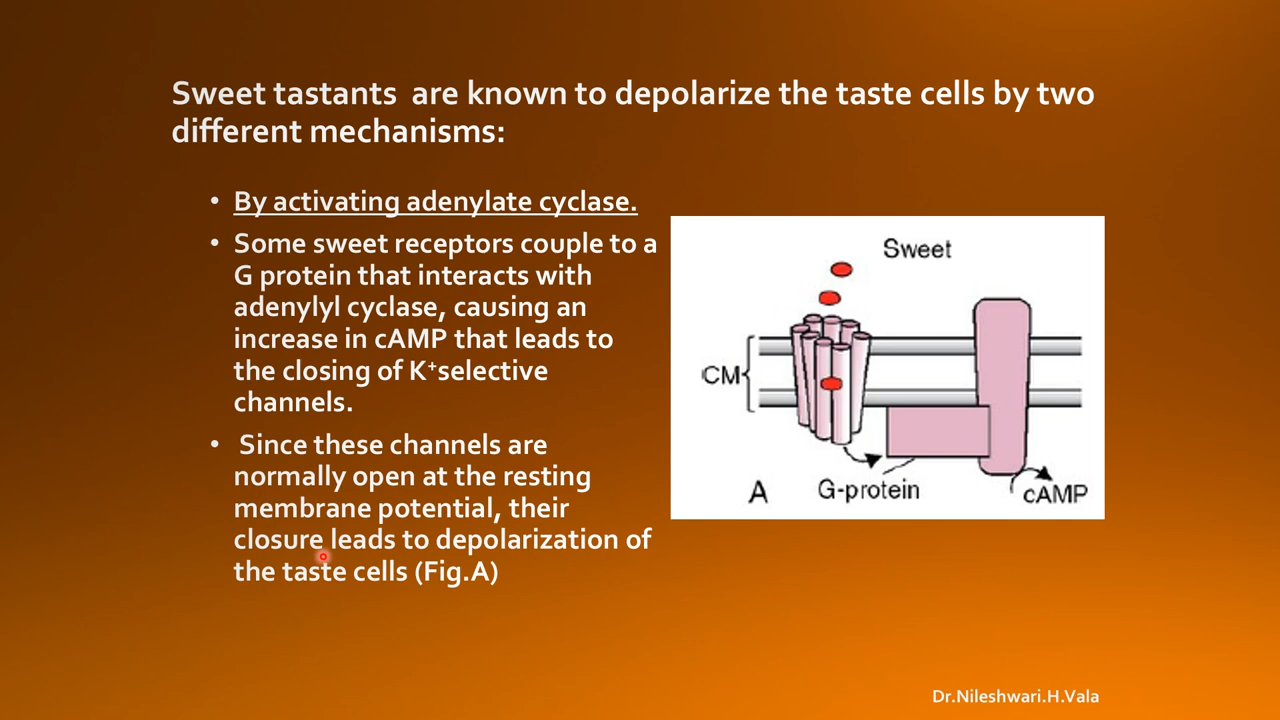 Sweet tastants are known to depolarize the taste cells by two
different mechanisms:
• By activating adenylate cyclase.
• Some sweet receptors couple to a
G protein that interacts with
adenylyl cyclase, causing an
increase in cAMP that leads to
the closing of K⁺selective
channels.
• Since these channels are
normally open at the resting
membrane potential, their
closure leads to depolarization of
the taste cells (Fig.A)
Sweet
CM
A
G-protein
cAMP
Dr.Nileshwari.H.Vala